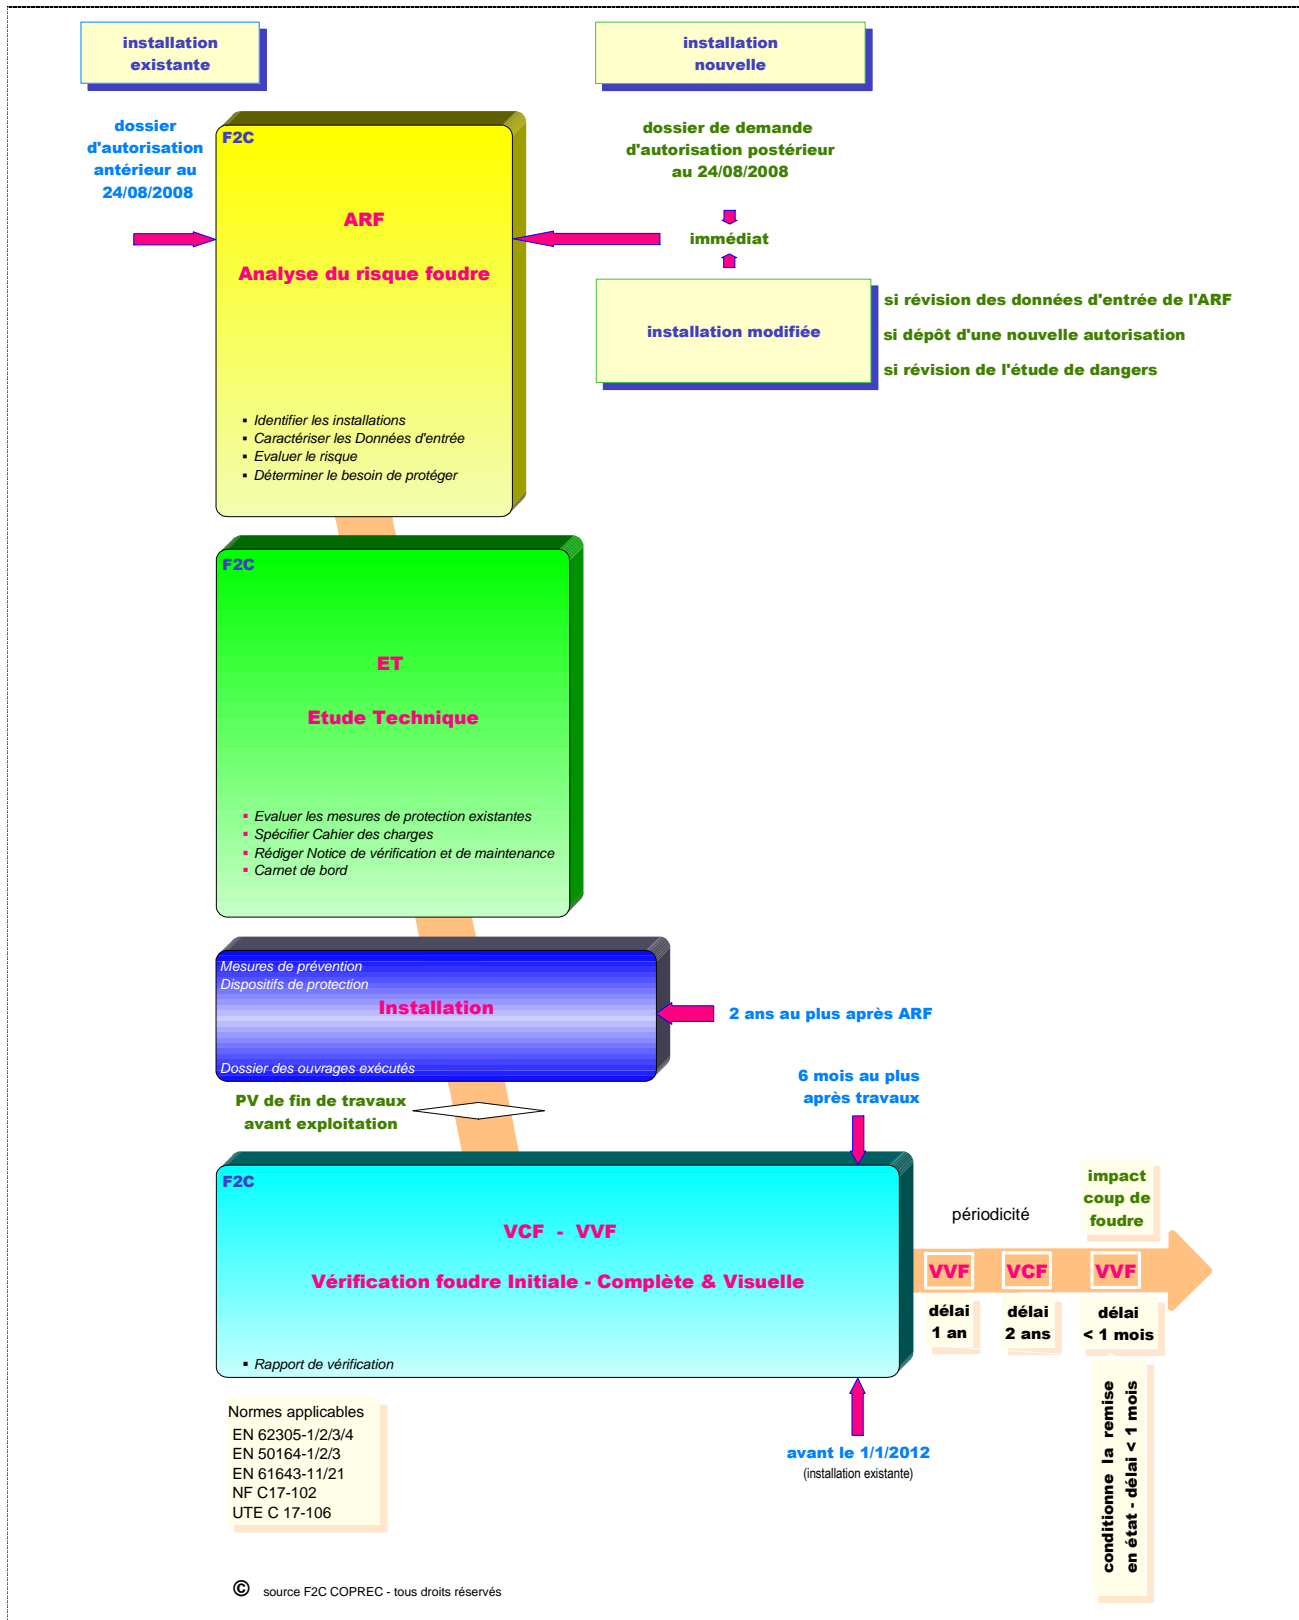 installation
existante
installation
nouvelle
dossier
d'autorisation
antérieur au
24/08/2008
F2C
ARF
Analyse du risque foudre
▪ Identifier les installations
▪ Caractériser les Données d'entrée
▪ Evaluer le risque
▪ Déterminer le besoin de protéger
dossier de demande
d'autorisation postérieur
au 24/08/2008
immédiat
installation modifiée
si révision des données d'entrée de l'ARF
si dépôt d'une nouvelle autorisation
si révision de l'étude de dangers
F2C
ET
Etude Technique
▪ Evaluer les mesures de protection existantes
▪ Spécifier Cahier des charges
▪ Rédiger Notice de vérification et de maintenance
▪ Carnet de bord
Mesures de prévention
Dispositifs de protection
Installation
Dossier des ouvrages exécutés
2 ans au plus après ARF
PV de fin de travaux
avant exploitation
6 mois au plus
après travaux
F2C
VCF - VVF
Vérification foudre Initiale - Complète & Visuelle
▪ Rapport de vérification
périodicité
impact
coup de
foudre
VVF
VCF
VVF
délai
1 an
délai
2 ans
délai
< 1 mois
conditionne la remise
en état - délai < 1 mois
avant le 1/1/2012
(installation existante)
Normes applicables
EN 62305-1/2/3/4
EN 50164-1/2/3
EN 61643-11/21
NF C17-102
UTE C 17-106
© source F2C COPREC - tous droits réservés